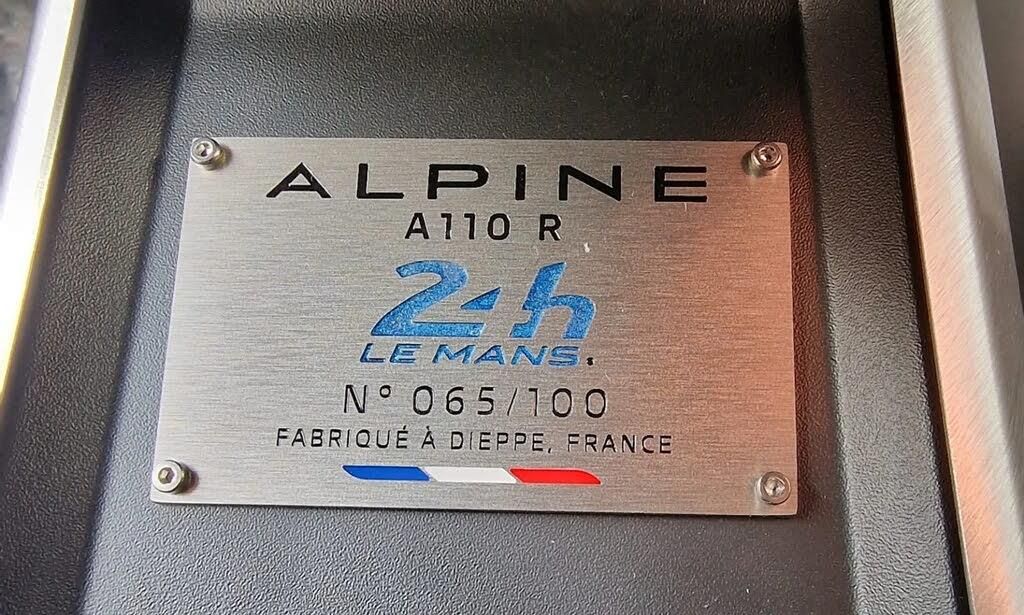 ALPINE
A110 R
24h
LE MANS.
N° 065/100
FABRIQUÉ À DIEPPE, FRANCE